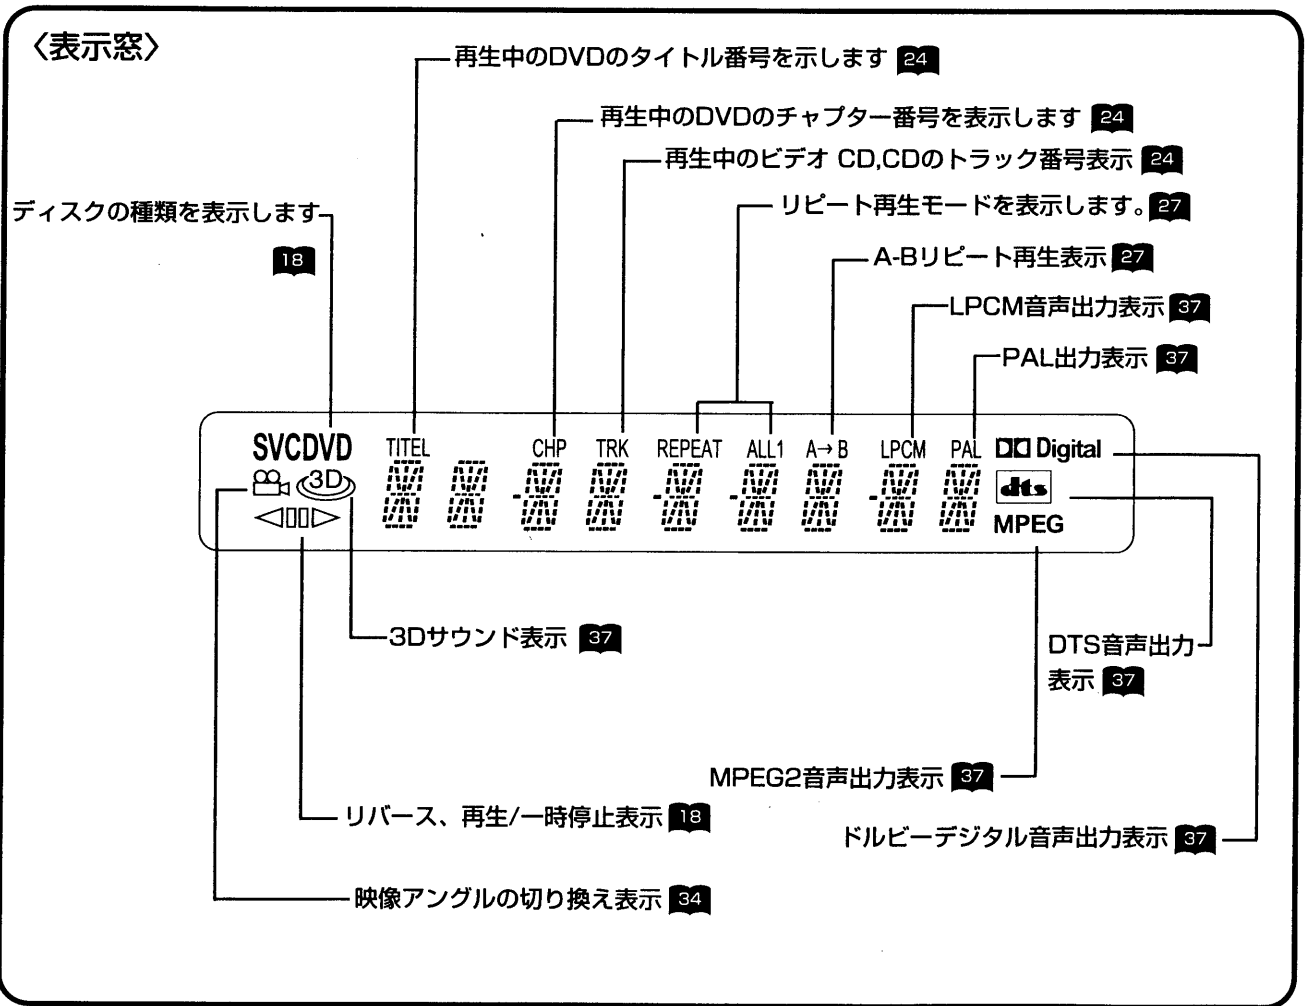 〈表示窓〉
再生中のDVDのタイトル番号を示します 24
再生中のDVDのチャプター番号を表示します 24
再生中のビデオ CD,CDのトラック番号表示 24
ディスクの種類を表示します
18
リピート再生モードを表示します。27
A-Bリピート再生表示 27
LPCM音声出力表示 37
PAL出力表示 37
SVCDVD TITEL CHP TRK REPEAT ALL1 A→B LPCM PAL Digital
3D
dts
MPEG
3Dサウンド表示 37
DTS音声出力
表示 37
MPEG2音声出力表示 37
リバース、再生/一時停止表示 18
ドルビーデジタル音声出力表示 37
映像アングルの切り換え表示 34